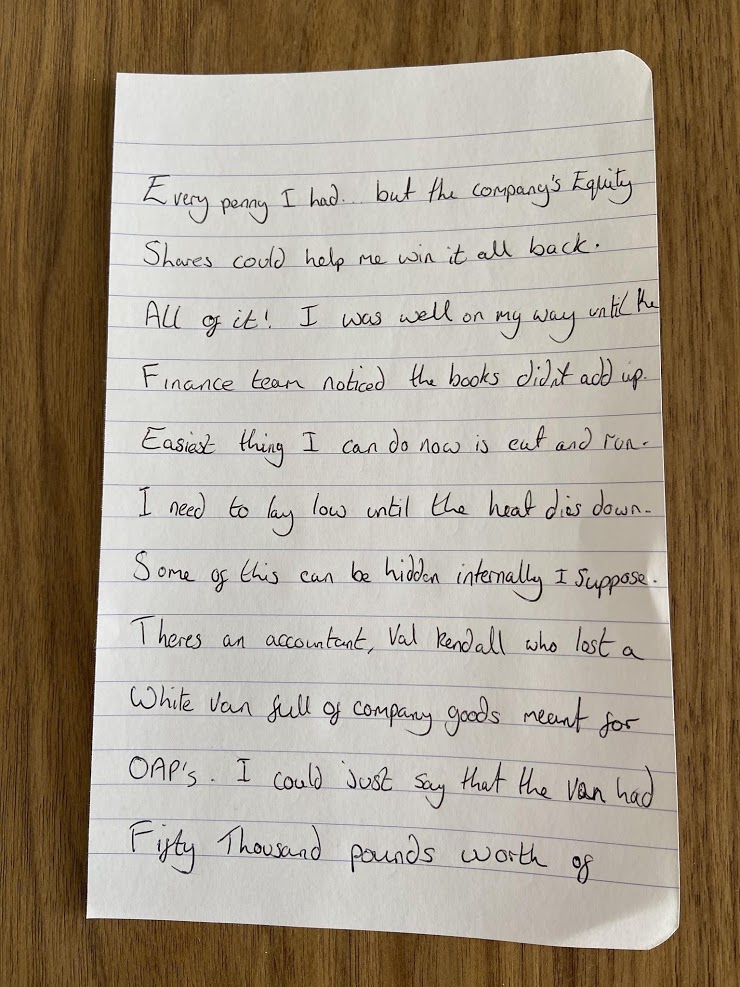 Every penny I had... but the company's Equity
Shares could help me win it all back.
All of it! I was well on my way until the
Finance team noticed the books didn't add up.
Easiest thing I can do now is cut and run.
I need to lay low until the heat dies down.
Some of this can be hidden internally I suppose.
Theres an accountant, Val Kendall who lost a
White van full of company goods meant for
OAP's. I could just say that the van had
Fifty Thousand pounds worth of